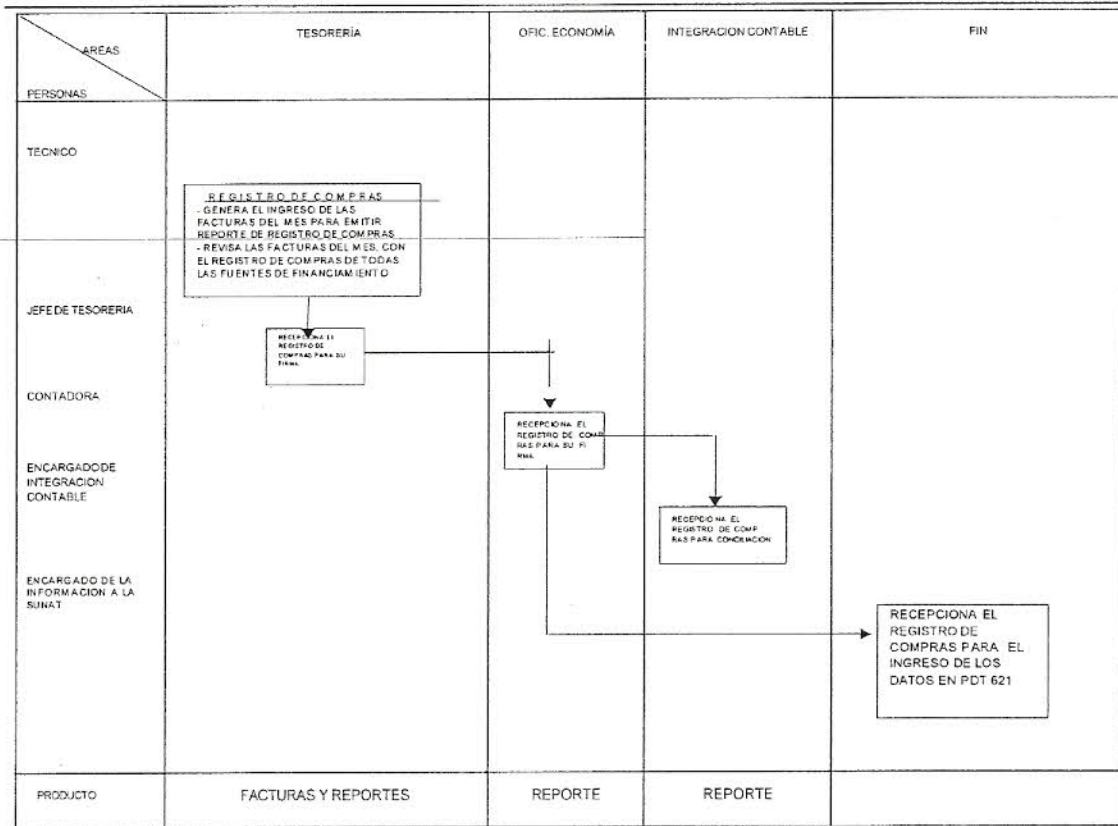 AREAS
PERSONAS
TESORERÍA
OFIC. ECONOMÍA
INTEGRACION CONTABLE
FIN
TECNICO
REGISTRO DE COMPRAS
- GENERA EL INGRESO DE LAS
FACTURAS DEL MES PARA EMITIR
REPORTE DE REGISTRO DE COMPRAS
- REVISA LAS FACTURAS DEL MES, CON
EL REGISTRO DE COMPRAS DE TODAS
LAS FUENTES DE FINANCIAMIENTO
JEFE DE TESORERIA
RECEPCIONA EL
REGISTRO DE
COMPRAS PARA SU
FIRMA
CONTADORA
RECEPCIONA EL
REGISTRO DE COMP
RAS PARA SU FI
RMA
ENCARGADO DE
INTEGRACION
CONTABLE
RECEPCIONA EL
REGISTRO DE COMP
RAS PARA CONCILIACION
ENCARGADO DE LA
INFORMACION A LA
SUNAT
RECEPCIONA EL
REGISTRO DE
COMPRAS PARA EL
INGRESO DE LOS
DATOS EN PDT 621
PRODUCTO
FACTURAS Y REPORTES
REPORTE
REPORTE